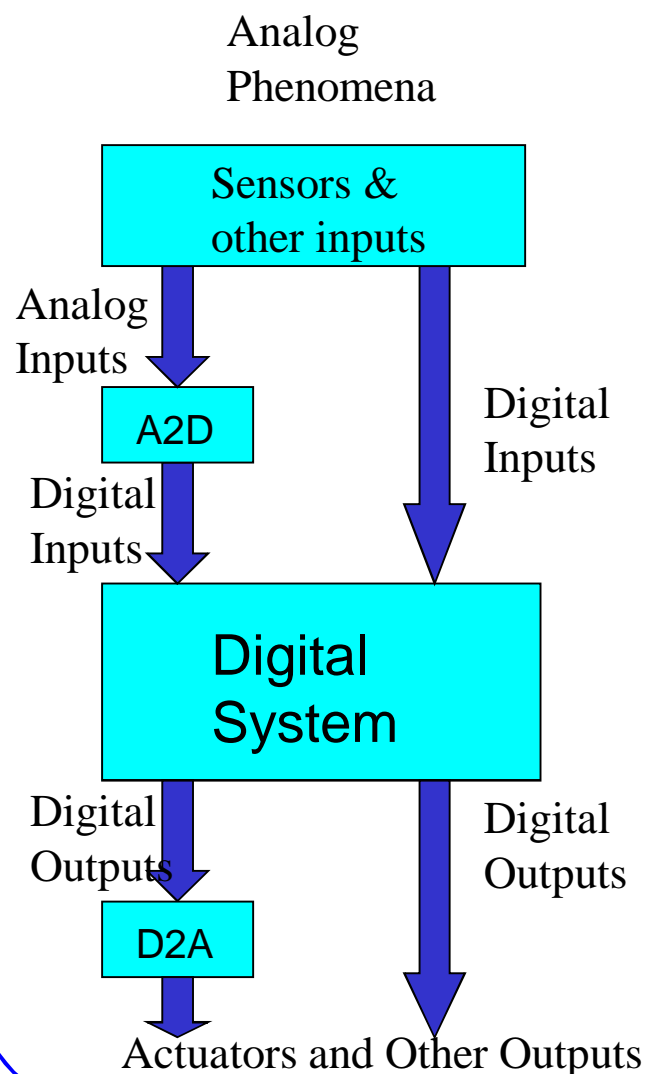 Analog
Phenomena
Sensors &
other inputs
Analog
Inputs
A2D
Digital
Inputs
Digital
Inputs
Digital
System
Digital
Outputs
Digital
Outputs
D2A
Actuators and Other Outputs